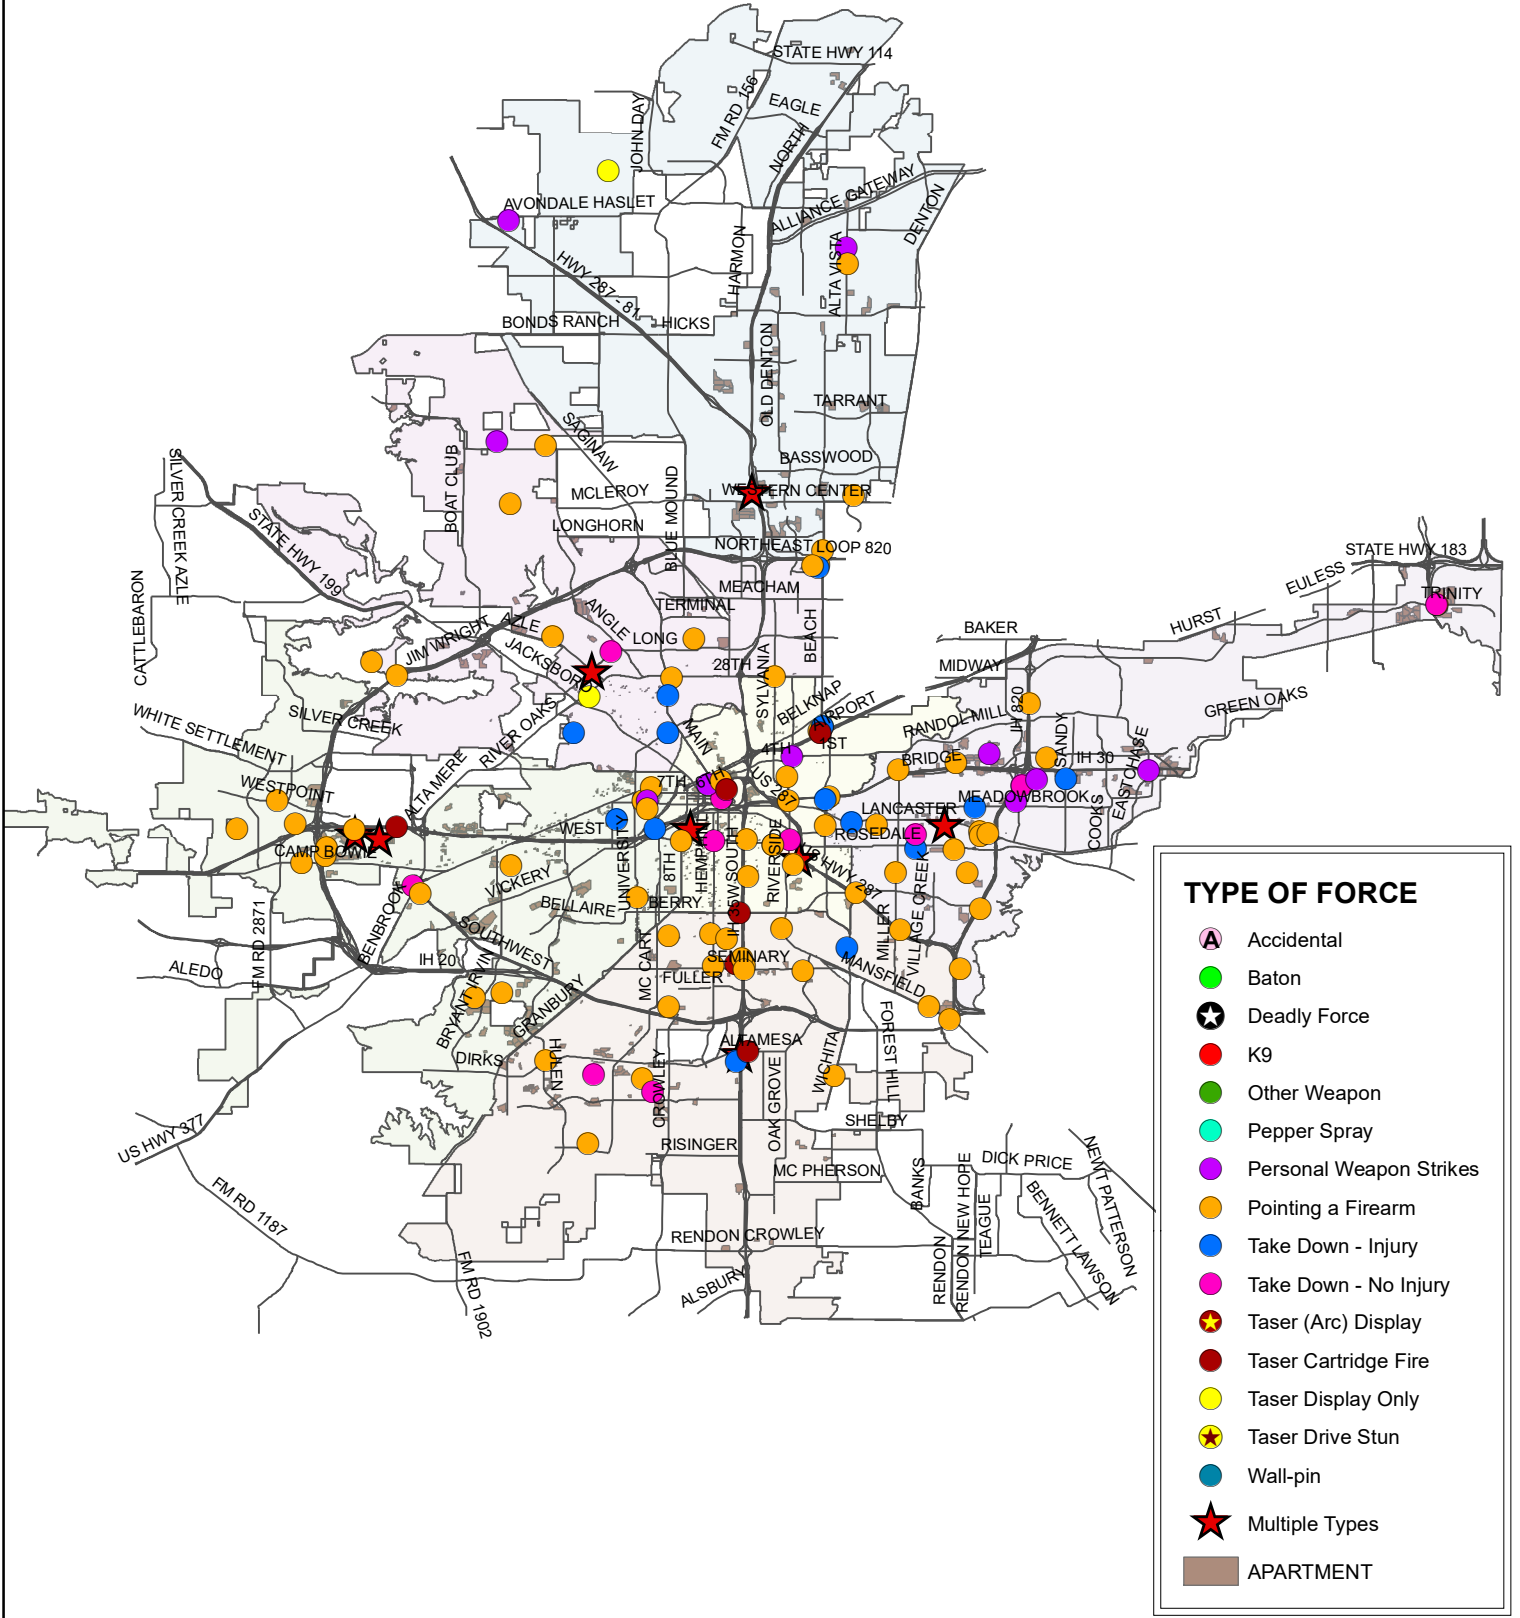 STATE HWY 114
JOHN DAY
FM RD 156
EAGLE
NORTH
AVONDALE HASLET
ALLIANCE GATEWAY
DENTON
HARMON
ALTA VISTA
HWY 287 - 81
BONDS RANCH
HICKS
OLD DENTON
TARRANT
SAGINAW
BASSWOOD
BOAT CLUB
MCLEROY
BLUE MOUND
WESTERN CENTER
SILVER CREEK AZLE
STATE HWY 199
LONGHORN
NORTHEAST LOOP 820
STATE HWY 183
EULESS
MEACHAM
TRINITY
CATTLEBARON
TERMINAL
ANGLE
AZLE
JIM WRIGHT
LONG
BEACH
BAKER
HURST
JACKSBORO
28TH
SYLVANIA
MIDWAY
WHITE SETTLEMENT
SILVER CREEK
RIVER OAKS
MAIN
BELKNAP
AIRPORT
RANDOL MILL
IH 820
GREEN OAKS
4TH
1ST
SANDY
EASTCHASE
BRIDGE
IH 30
WESTPOINT
ALTAMERE
7TH
6TH
US 287
MEADOWBROOK
LANCASTER
COOKS
WEST
UNIVERSITY
ROSEDALE
CAMP BOWIE
8TH
HEMPHILL
IH 35W SOUTH
RIVERSIDE
US HWY 287
VICKERY
VILLAGE CREEK
BENBROOK
BELLAIRE
BERRY
MILLER
FM RD 2871
SOUTHWEST
MC CART
SEMINARY
MANSFIELD
ALEDO
IH 20
FULLER
BRYANT IRVIN
GRANBURY
FOREST HILL
ALTAMESA
DIRKS
HULEN
CROWLEY
OAK GROVE
WICHITA
US HWY 377
SHELBY
RISINGER
MC PHERSON
BANKS
DICK PRICE
NEWT PATTERSON
FM RD 1187
RENDON NEW HOPE
TEAGUE
BENNETT LAWSON
RENDON CROWLEY
RENDON
FM RD 1902
ALSBURY
TYPE OF FORCE
A Accidental
Baton
Deadly Force
K9
Other Weapon
Pepper Spray
Personal Weapon Strikes
Pointing a Firearm
Take Down - Injury
Take Down - No Injury
Taser (Arc) Display
Taser Cartridge Fire
Taser Display Only
Taser Drive Stun
Wall-pin
Multiple Types
APARTMENT